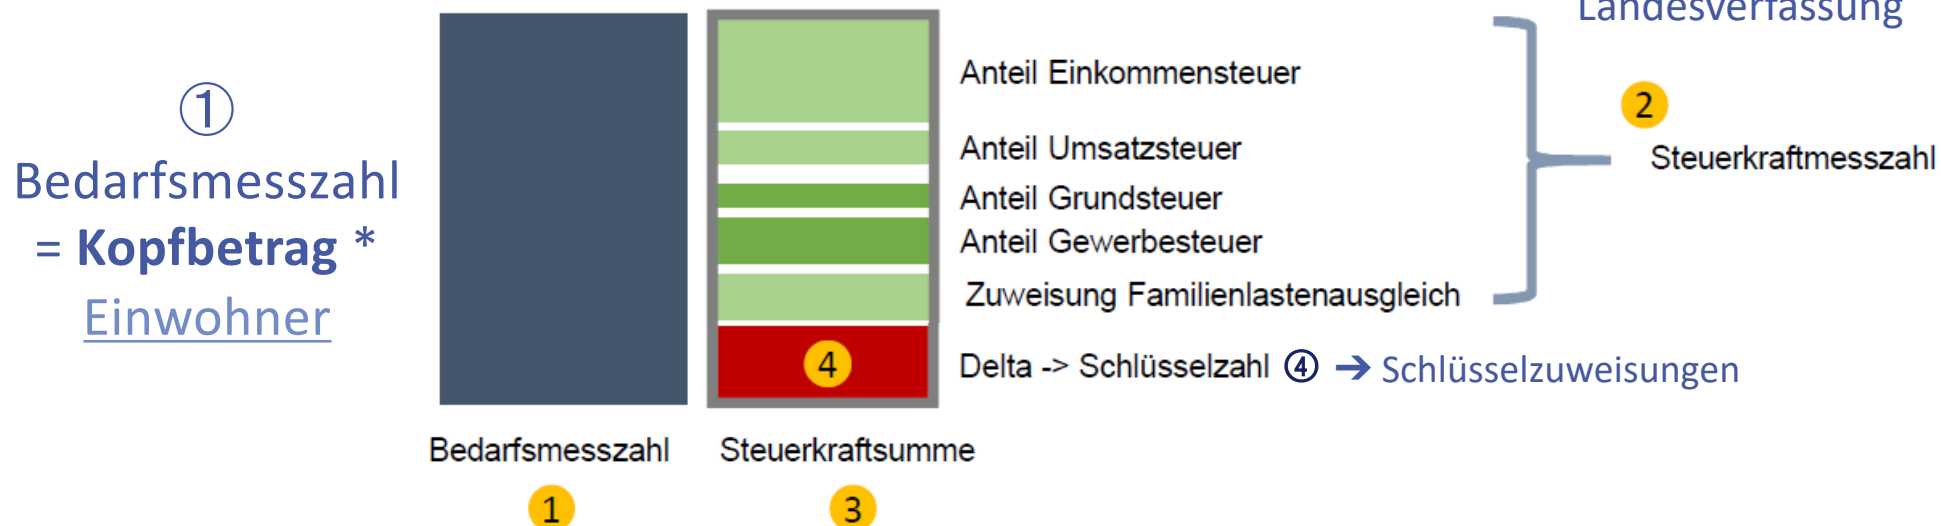 Landesverfassung
①
Bedarfsmesszahl
= Kopfbetrag *
Einwohner
Anteil Einkommensteuer
Anteil Umsatzsteuer
Anteil Grundsteuer
Anteil Gewerbesteuer
Zuweisung Familienlastenausgleich
2
Steuerkraftmesszahl
4
Delta -> Schlüsselzahl ④ ➔ Schlüsselzuweisungen
Bedarfsmesszahl
1
Steuerkraftsumme
3